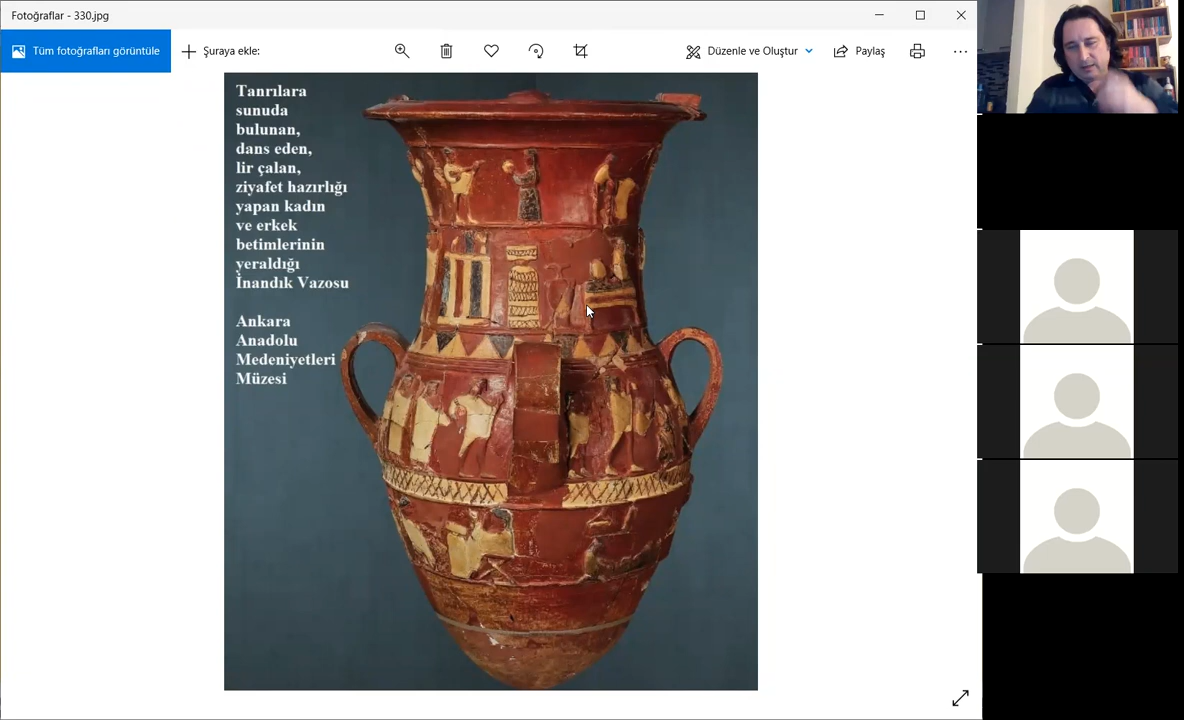 Fotoğraflar - 330.jpg
Tüm fotoğrafları görüntüle
Şuraya ekle:
Düzenle ve Oluştur
Paylaş
Tanrılara
sunuda
bulunan,
dans eden,
lir çalan,
ziyafet hazırlığı
yapan kadın
ve erkek
betimlerinin
yeraldığı
İnandık Vazosu
Ankara
Anadolu
Medeniyetleri
Müzesi